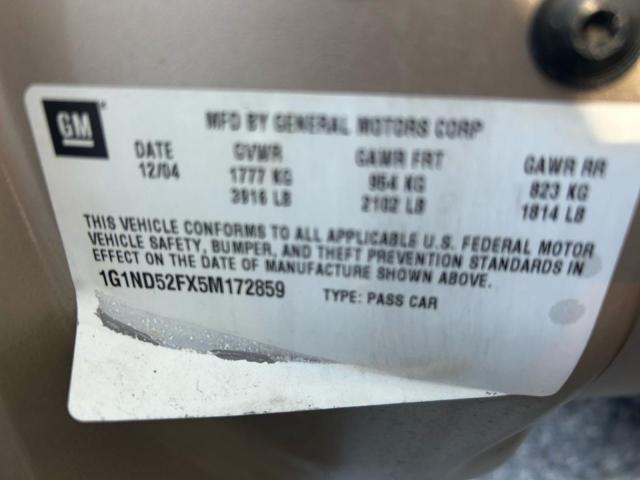 GM
MFD BY GENERAL MOTORS CORP
DATE GVWR GAWR FRT GAWR RR
12/04 1777 KG 954 KG 823 KG
3916 LB 2102 LB 1814 LB
THIS VEHICLE CONFORMS TO ALL APPLICABLE U.S. FEDERAL MOTOR
VEHICLE SAFETY, BUMPER, AND THEFT PREVENTION STANDARDS IN
EFFECT ON THE DATE OF MANUFACTURE SHOWN ABOVE.
1G1ND52FX5M172859 TYPE: PASS CAR